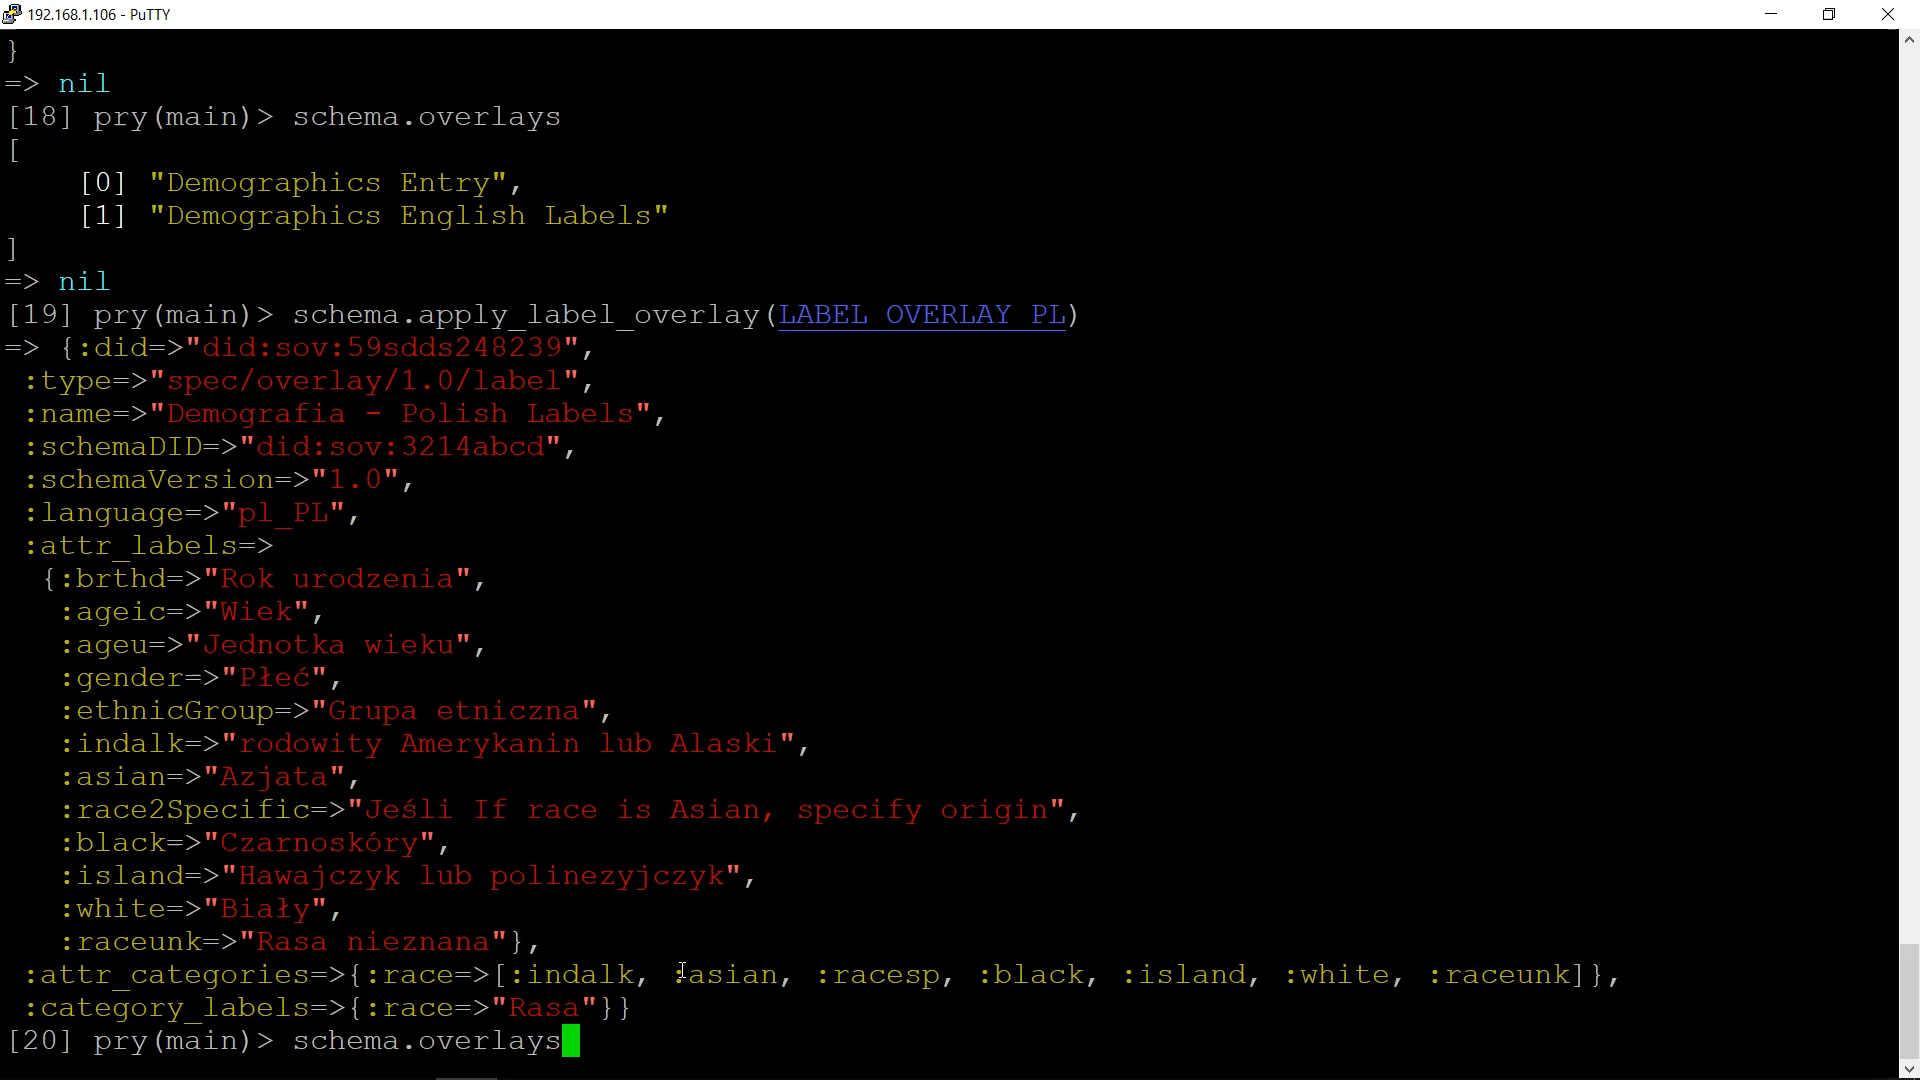 192.168.1.106 - PuTTY
}
=> nil
[18] pry(main)> schema.overlays
[
    [0] "Demographics Entry",
    [1] "Demographics English Labels"
]
=> nil
[19] pry(main)> schema.apply_label_overlay(LABEL_OVERLAY_PL)
=> {:did=>"did:sov:59sdds248239",
 :type=>"spec/overlay/1.0/label",
 :name=>"Demografia - Polish Labels",
 :schemaDID=>"did:sov:3214abcd",
 :schemaVersion=>"1.0",
 :language=>"pl_PL",
 :attr_labels=>
  {:brthd=>"Rok urodzenia",
   :ageic=>"Wiek",
   :ageu=>"Jednotka wieku",
   :gender=>"Płeć",
   :ethnicGroup=>"Grupa etniczna",
   :indalk=>"rodowity Amerykanin lub Alaski",
   :asian=>"Azjata",
   :race2Specific=>"Jeśli If race is Asian, specify origin",
   :black=>"Czarnoskóry",
   :island=>"Hawajczyk lub polinezyjczyk",
   :white=>"Biały",
   :raceunk=>"Rasa nieznana"},
 :attr_categories=>{:race=>[:indalk, :asian, :racesp, :black, :island, :white, :raceunk]},
 :category_labels=>{:race=>"Rasa"}}
[20] pry(main)> schema.overlays